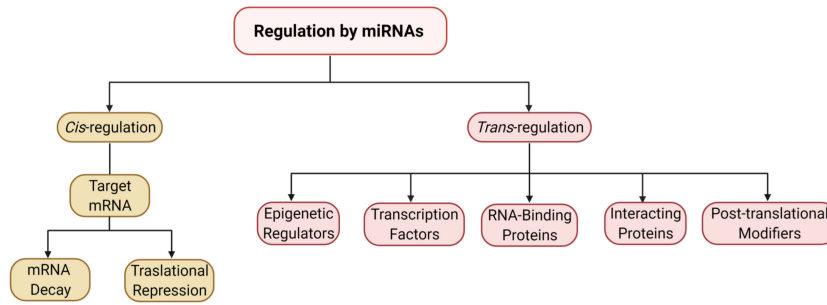 Regulation by miRNAs
Cis-regulation
Trans-regulation
Target
mRNA
mRNA
Decay
Traslational
Repression
Epigenetic
Regulators
Transcription
Factors
RNA-Binding
Proteins
Interacting
Proteins
Post-translational
Modifiers